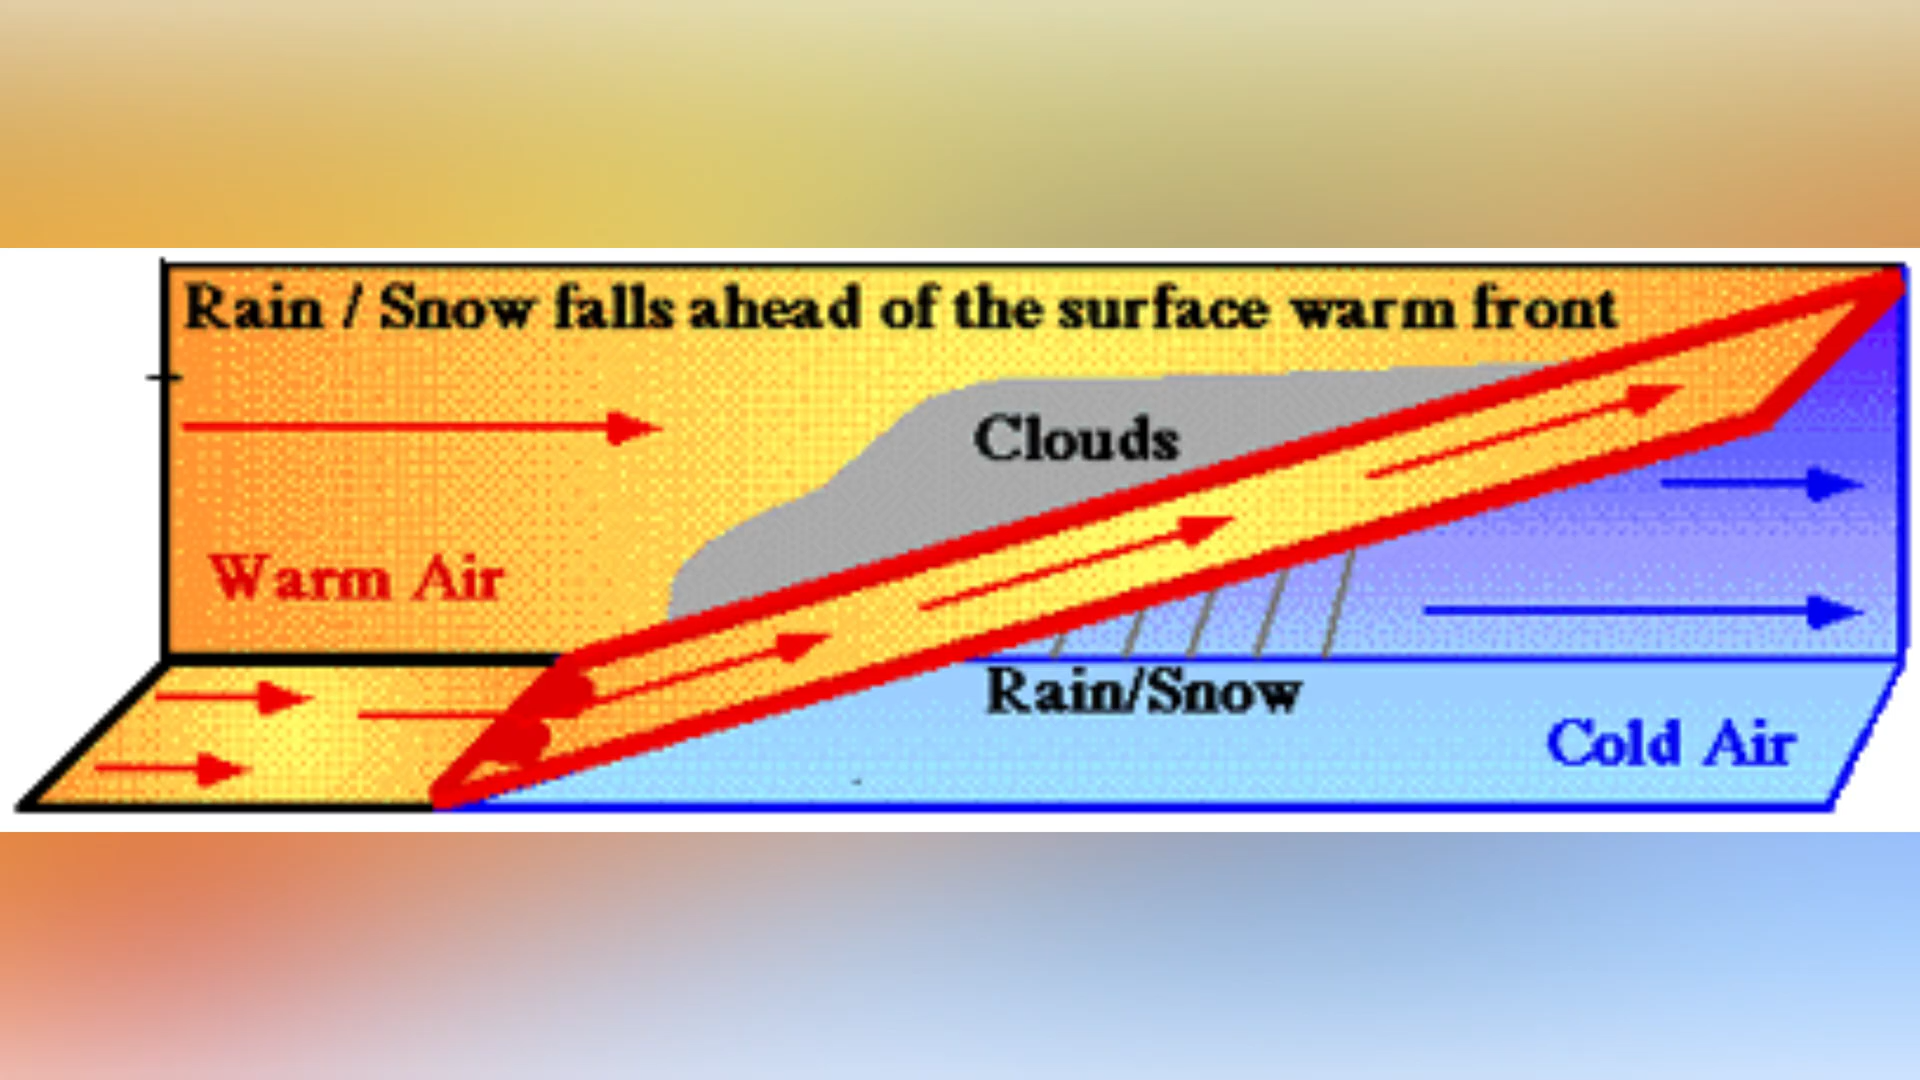 Rain / Snow falls ahead of the surface warm front
Clouds
Warm Air
Rain/Snow
Cold Air